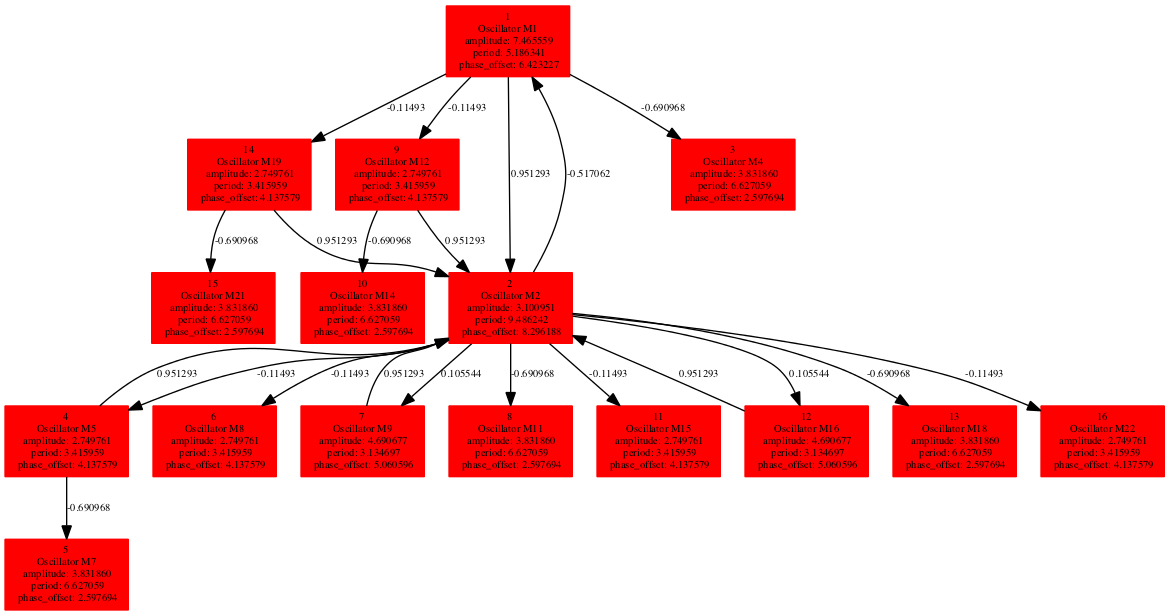 1
Oscillator M1
amplitude: 7.465559
period: 5.186341
phase_offset: 6.423227
-0.11493
-0.11493
-0.690968
14
Oscillator M19
amplitude: 2.749761
period: 3.415959
phase_offset: 4.137579
9
Oscillator M12
amplitude: 2.749761
period: 3.415959
phase_offset: 4.137579
0.951293
-0.517062
3
Oscillator M4
amplitude: 3.831860
period: 6.627059
phase_offset: 2.597694
-0.690968
0.951293
-0.690968
0.951293
15
Oscillator M21
amplitude: 3.831860
period: 6.627059
phase_offset: 2.597694
10
Oscillator M14
amplitude: 3.831860
period: 6.627059
phase_offset: 2.597694
2
Oscillator M2
amplitude: 3.100951
period: 9.486242
phase_offset: 8.296188
0.951293
-0.11493
-0.11493
0.951293
0.105544
-0.690968
-0.11493
0.951293
0.105544
-0.690968
-0.11493
4
Oscillator M5
amplitude: 2.749761
period: 3.415959
phase_offset: 4.137579
6
Oscillator M8
amplitude: 2.749761
period: 3.415959
phase_offset: 4.137579
7
Oscillator M9
amplitude: 4.690677
period: 3.134697
phase_offset: 5.060596
8
Oscillator M11
amplitude: 3.831860
period: 6.627059
phase_offset: 2.597694
11
Oscillator M15
amplitude: 2.749761
period: 3.415959
phase_offset: 4.137579
12
Oscillator M16
amplitude: 4.690677
period: 3.134697
phase_offset: 5.060596
13
Oscillator M18
amplitude: 3.831860
period: 6.627059
phase_offset: 2.597694
16
Oscillator M22
amplitude: 2.749761
period: 3.415959
phase_offset: 4.137579
-0.690968
5
Oscillator M7
amplitude: 3.831860
period: 6.627059
phase_offset: 2.597694